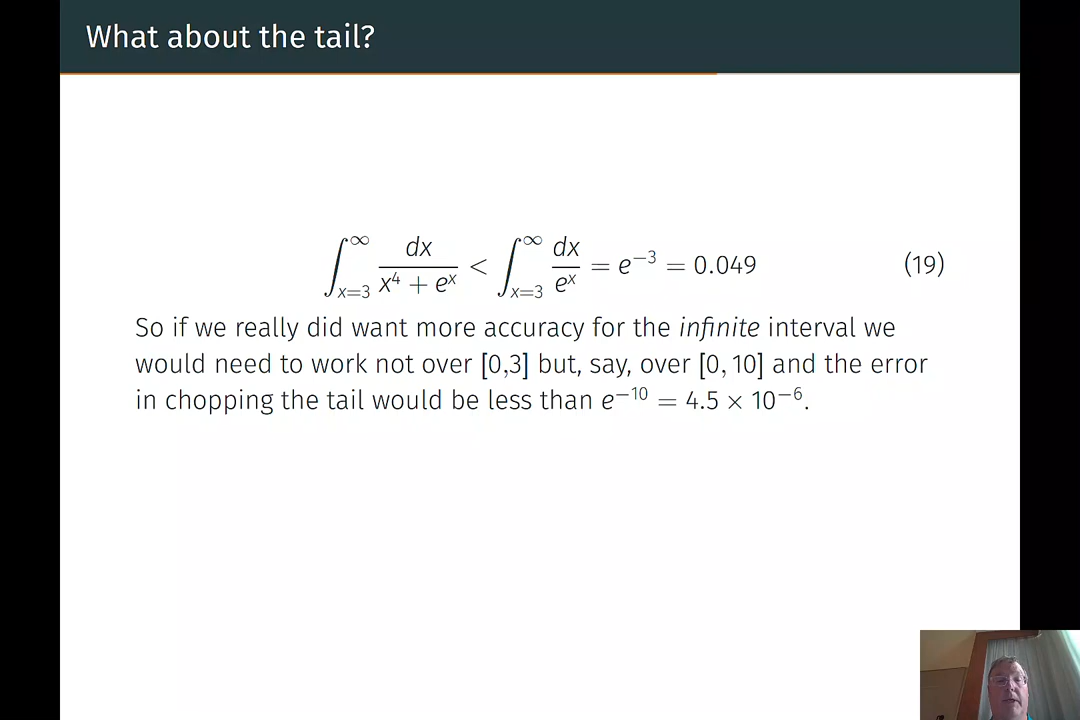 What about the tail?
∫_{x=3}^{∞} dx/(x⁴ + eˣ) < ∫_{x=3}^{∞} dx/eˣ = e⁻³ = 0.049 (19)
So if we really did want more accuracy for the infinite interval we
would need to work not over [0,3] but, say, over [0, 10] and the error
in chopping the tail would be less than e⁻¹⁰ = 4.5 × 10⁻⁶.